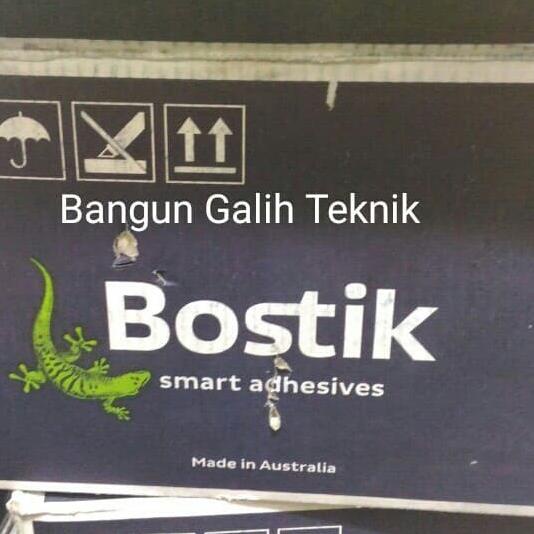 Bangun Galih Teknik
Bostik
smart adhesives
Made in Australia